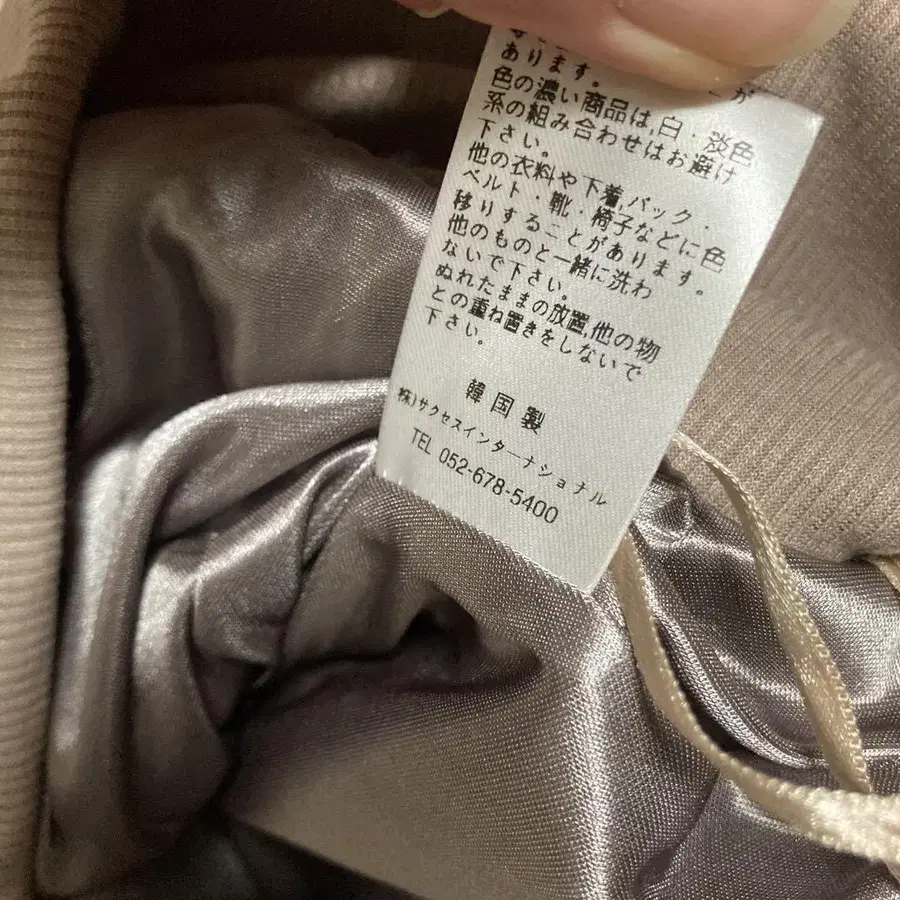 あります。
が
色の濃い商品は,白・淡色
系の組み合わせはお避け
下さい。
他の衣料や下着,バック・
ベルト・靴・椅子などに色
移りすることがあります。
他のものと一緒に洗わ
ないで下さい。
ぬれたままの放置,他の物
との重ね置きをしないで
下さい。
韓国製
㈱)サクセスインターナショナル
TEL 052-678-5400